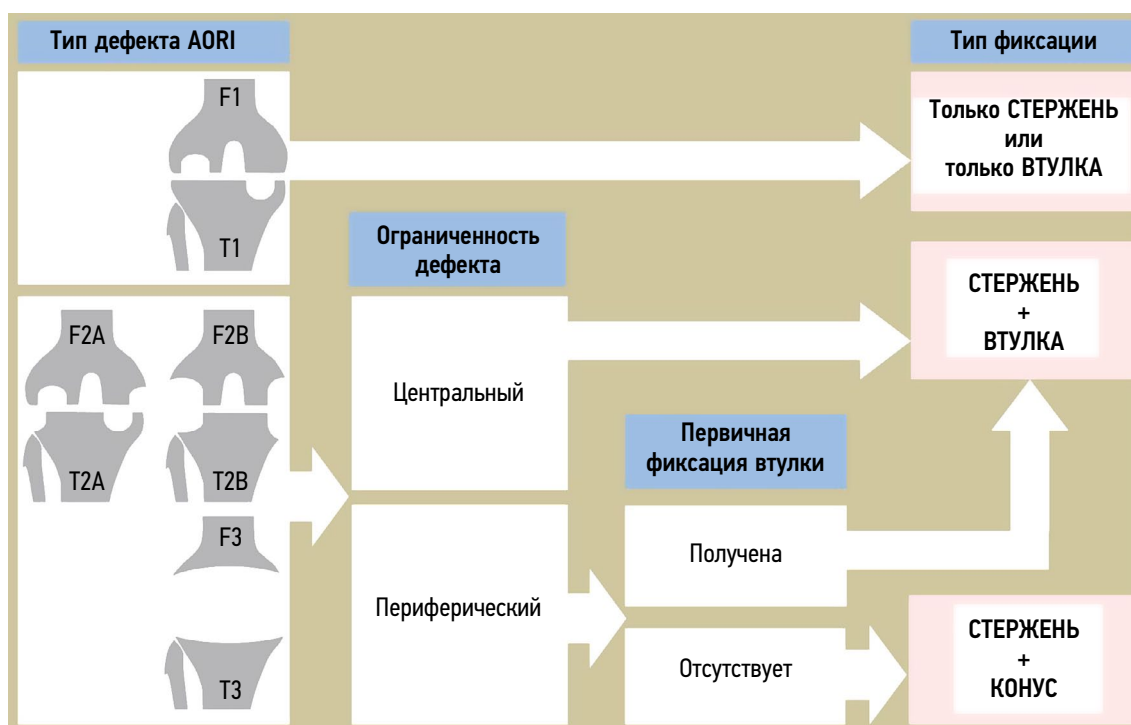 Тип дефекта AORI
Тип фиксации
F1
T1
Только СТЕРЖЕНЬ
или
только ВТУЛКА
Ограниченность
дефекта
F2A
F2B
T2A
T2B
F3
T3
Центральный
Периферический
СТЕРЖЕНЬ
+
ВТУЛКА
Первичная
фиксация втулки
Получена
Отсутствует
СТЕРЖЕНЬ
+
КОНУС